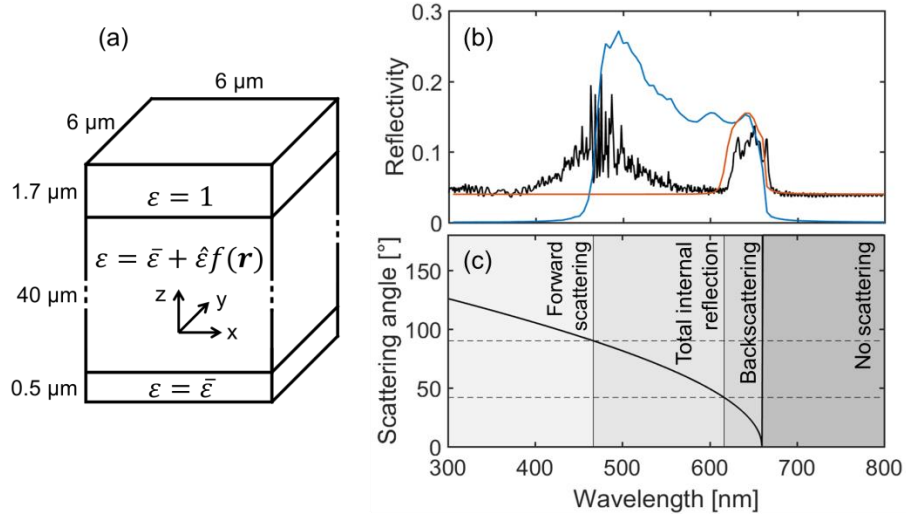 (a)
6 µm
6 µm
1.7 µm
ε = 1
ε = ε̄ + ε̂f(r)
z
y
x
40 µm
0.5 µm
ε = ε̄
(b)
Reflectivity
0.3
0.2
0.1
0
(c)
Scattering angle [°]
150
100
50
0
Forward
scattering
Total internal
reflection
Backscattering
No scattering
300
400
500
600
700
800
Wavelength [nm]